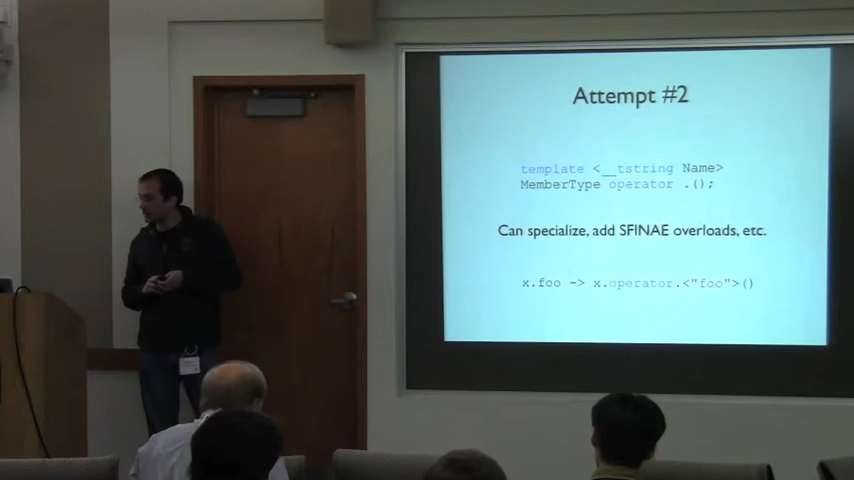 Attempt #2
template <__tstring Name>
MemberType operator .();
Can specialize, add SFINAE overloads, etc.
x.foo -> x.operator.<"foo">()